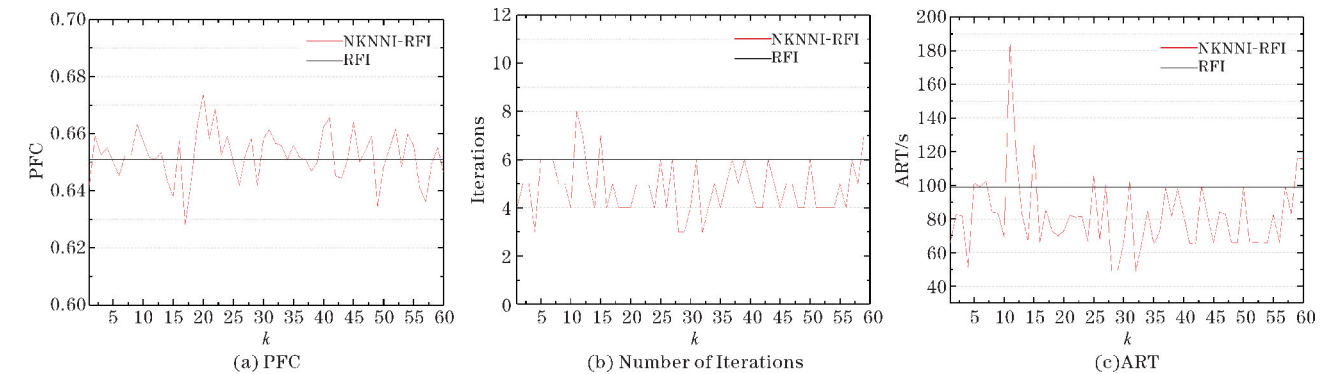 0.70
0.68
0.66
0.64
0.62
0.60
PFC
NKNNI-RFI
RFI
5 10 15 20 25 30 35 40 45 50 55 60
k
(a) PFC
12
10
8
6
4
2
0
Iterations
NKNNI-RFI
RFI
5 10 15 20 25 30 35 40 45 50 55 60
k
(b) Number of Iterations
200
180
160
140
120
100
80
60
40
ART/s
NKNNI-RFI
RFI
5 10 15 20 25 30 35 40 45 50 55 60
k
(c)ART